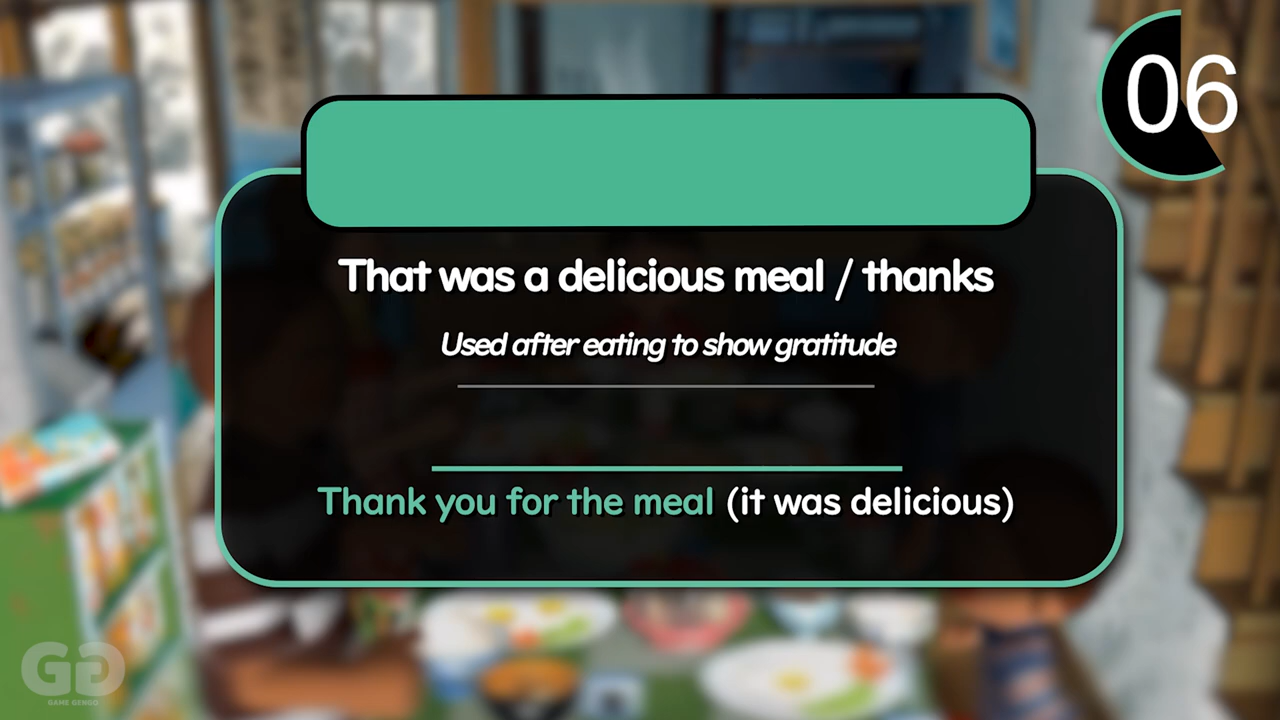 06
That was a delicious meal / thanks
Used after eating to show gratitude
Thank you for the meal (it was delicious)
GG
GAME GENGO